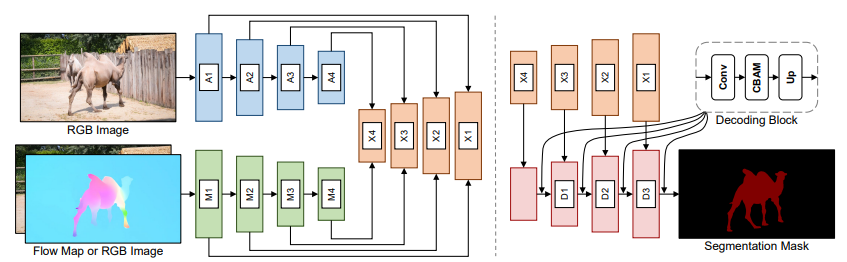 A1
A2
A3
A4
RGB Image
X4
X3
X2
X1
M1
M2
M3
M4
Flow Map or RGB Image
X4
X3
X2
X1
Conv
CBAM
Up
Decoding Block
D1
D2
D3
Segmentation Mask